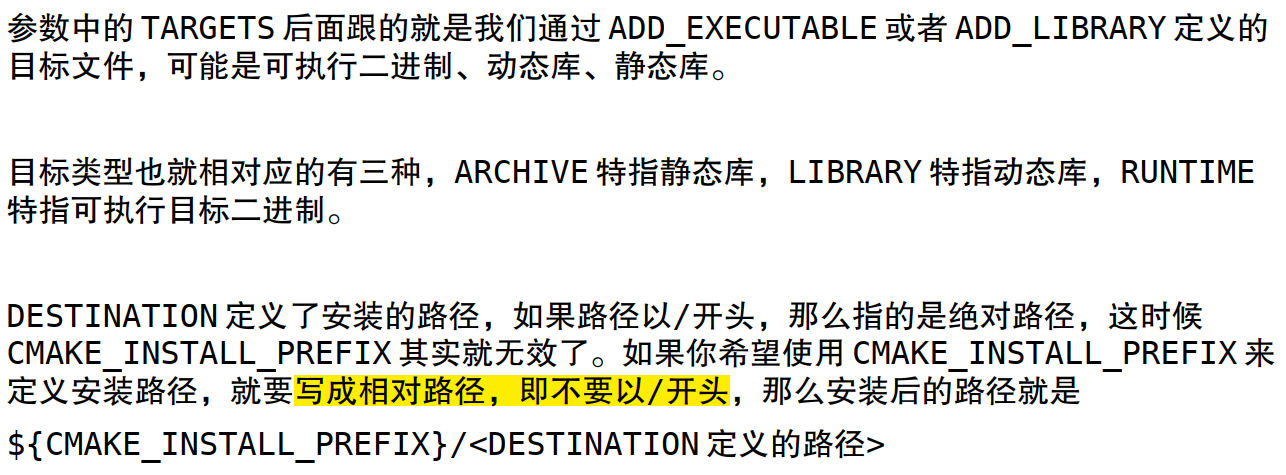 参数中的 TARGETS 后面跟的就是我们通过 ADD_EXECUTABLE 或者 ADD_LIBRARY 定义的
目标文件，可能是可执行二进制、动态库、静态库。
目标类型也就相对应的有三种，ARCHIVE 特指静态库，LIBRARY 特指动态库，RUNTIME
特指可执行目标二进制。
DESTINATION 定义了安装的路径，如果路径以/开头，那么指的是绝对路径，这时候
CMAKE_INSTALL_PREFIX 其实就无效了。如果你希望使用 CMAKE_INSTALL_PREFIX 来
定义安装路径，就要写成相对路径，即不要以/开头，那么安装后的路径就是
${CMAKE_INSTALL_PREFIX}/<DESTINATION 定义的路径>